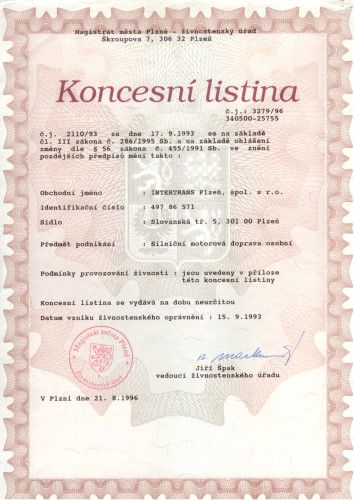 Magistrát města Plzně - živnostenský úřad
Škroupova 7, 306 32 Plzeň
Koncesní listina
č.j.: 3279/96
340500-25755
č.j. 2110/93 ze dne 17.9.1993 se na základě
čl. III zákona č. 286/1995 Sb. a na základě ohlášení
změny dle § 56 zákona č. 455/1991 Sb. ve znění
pozdějších předpisů mění takto :
Obchodní jméno : INTERTRANS Plzeň, spol. s r.o.
Identifikační číslo : 497 86 571
Sídlo : Slovanská tř. 5, 301 00 Plzeň
Předmět podnikání : Silniční motorová doprava osobní
Podmínky provozování živnosti : jsou uvedeny v příloze
této koncesní listiny
Koncesní listina se vydává na dobu neurčitou
Datum vzniku živnostenského oprávnění : 15.9.1993
Magistrát města Plzně
živnostenský úřad
Jiří Špak
vedoucí živnostenského úřadu
V Plzni dne 21.8.1996